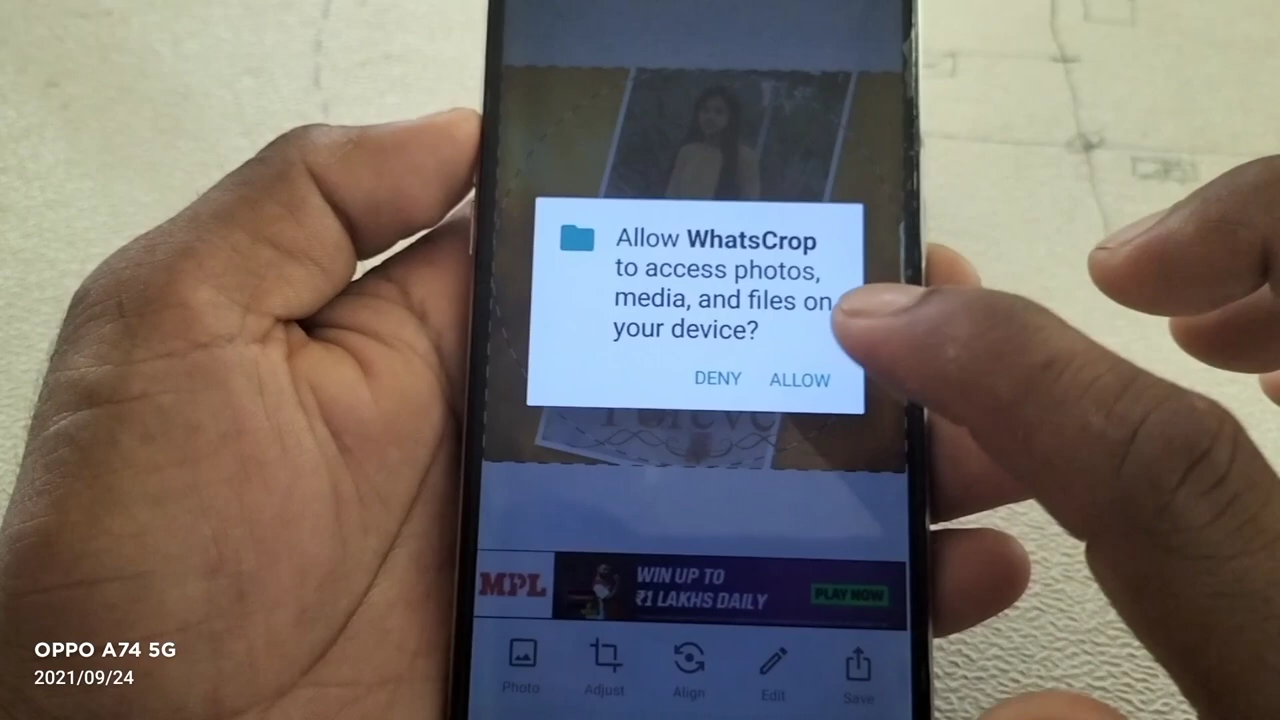 Allow WhatsCrop
to access photos,
media, and files on
your device?
DENY ALLOW
Foreve
MPL
WIN UP TO
₹1 LAKHS DAILY
PLAY NOW
Photo Adjust Align Edit Save
OPPO A74 5G
2021/09/24